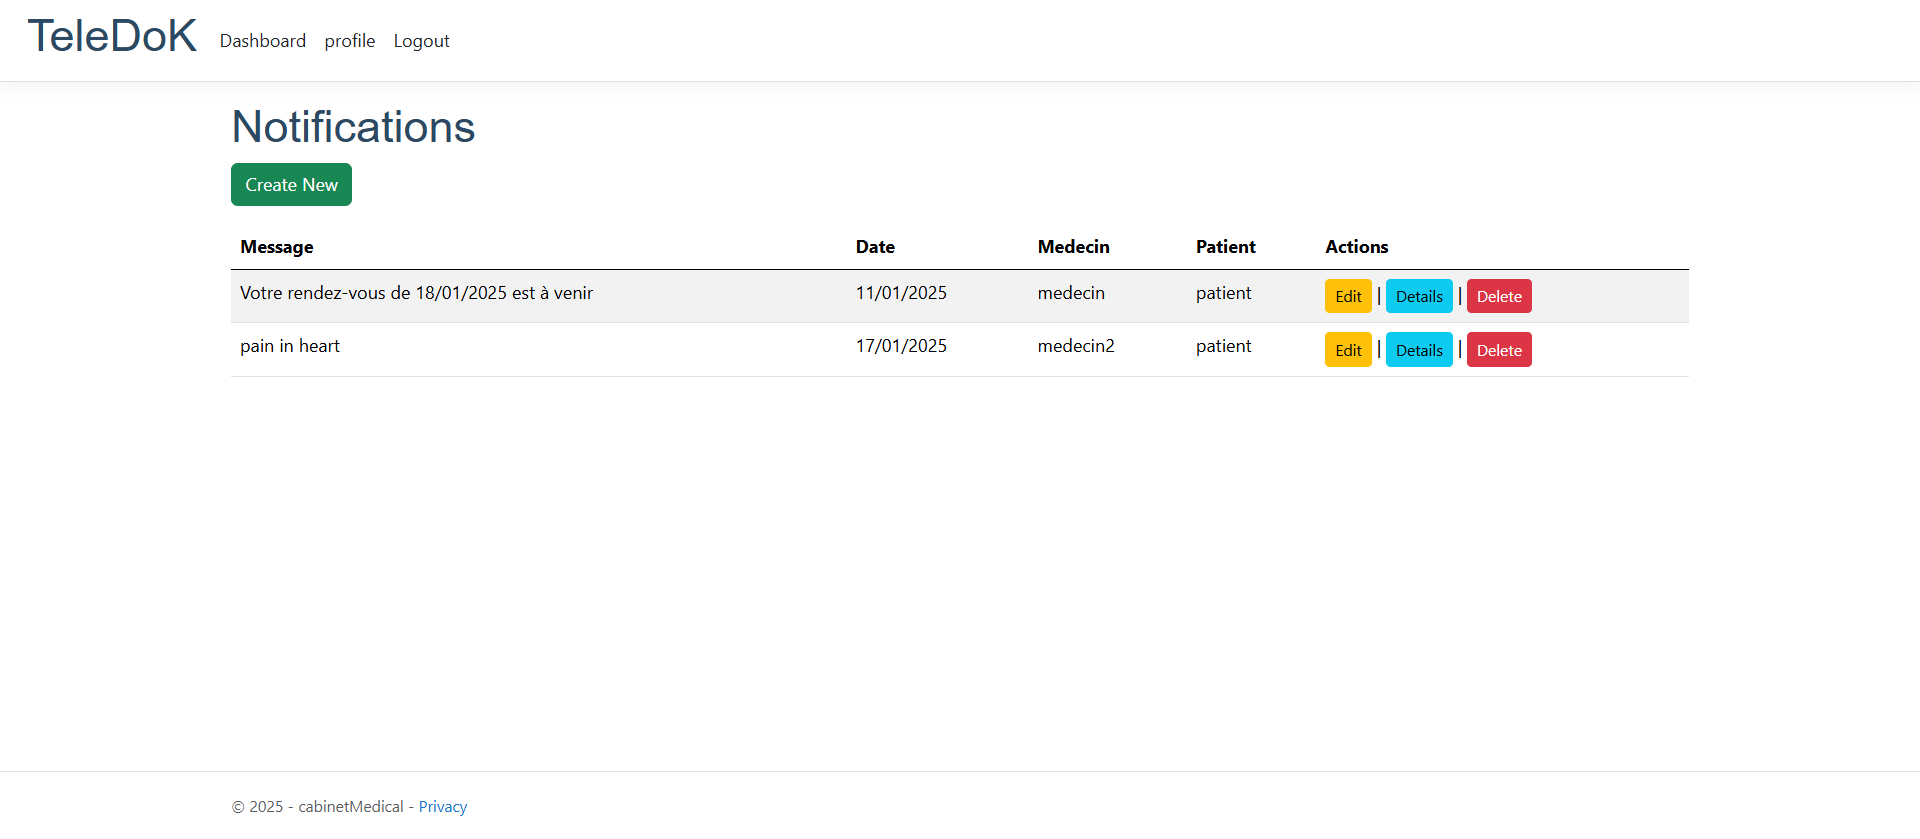 TeleDoK Dashboard profile Logout
Notifications
Create New
Message Date Medecin Patient Actions
Votre rendez-vous de 18/01/2025 est à venir 11/01/2025 medecin patient Edit | Details | Delete
pain in heart 17/01/2025 medecin2 patient Edit | Details | Delete
© 2025 - cabinetMedical - Privacy